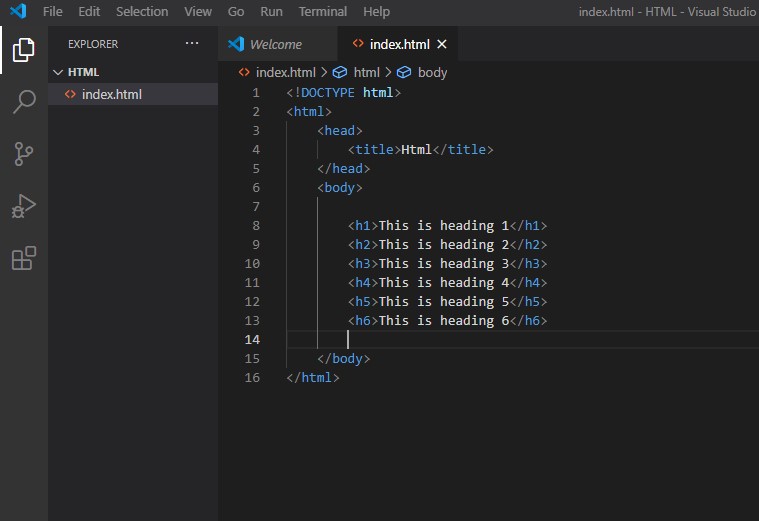 File Edit Selection View Go Run Terminal Help index.html - HTML - Visual Studio
EXPLORER ... Welcome index.html
HTML
index.html
index.html > html > body
1 <!DOCTYPE html>
2 <html>
3 <head>
4 <title>Html</title>
5 </head>
6 <body>
7
8 <h1>This is heading 1</h1>
9 <h2>This is heading 2</h2>
10 <h3>This is heading 3</h3>
11 <h4>This is heading 4</h4>
12 <h5>This is heading 5</h5>
13 <h6>This is heading 6</h6>
14
15 </body>
16 </html>